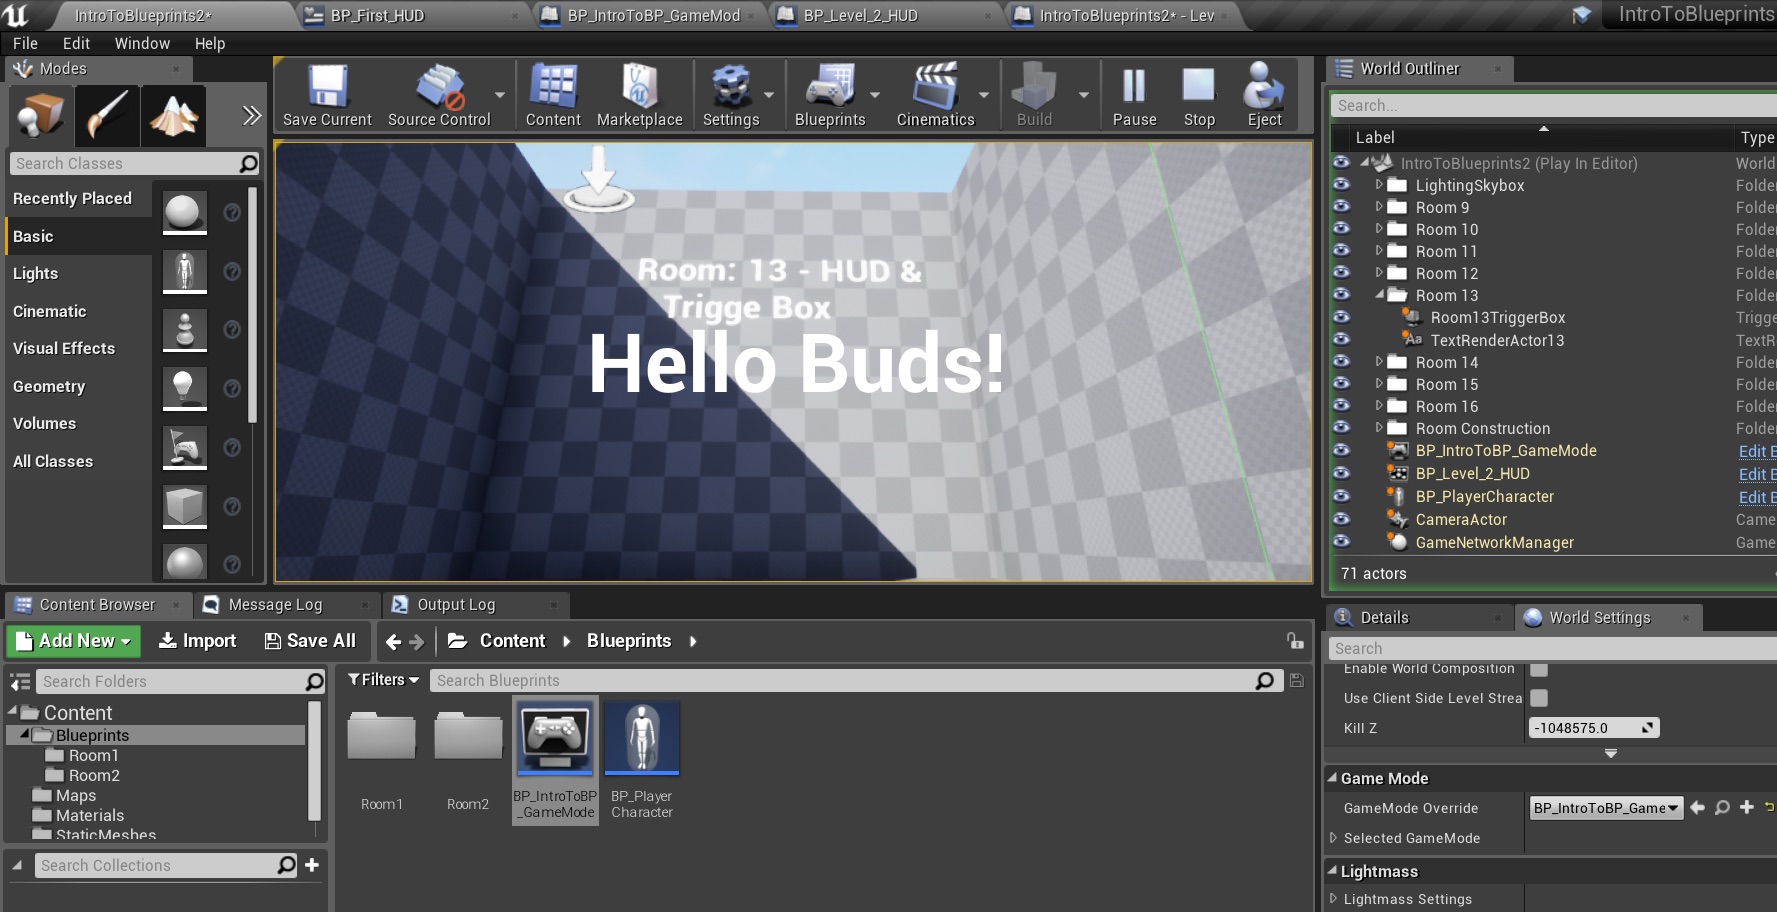 IntroToBlueprints2*
BP_First_HUD
BP_IntroToBP_GameMod
BP_Level_2_HUD
IntroToBlueprints2* - Lev
IntroToBlueprints
File Edit Window Help
Modes
Search Classes
Recently Placed
Basic
Lights
Cinematic
Visual Effects
Geometry
Volumes
All Classes
Save Current
Source Control
Content
Marketplace
Settings
Blueprints
Cinematics
Build
Pause
Stop
Eject
Room: 13 - HUD &
Trigge Box
Hello Buds!
World Outliner
Search...
Label Type
IntroToBlueprints2 (Play In Editor) World
LightingSkybox Folde
Room 9 Folde
Room 10 Folde
Room 11 Folde
Room 12 Folde
Room 13 Folde
Room13TriggerBox Trigge
TextRenderActor13 TextR
Room 14 Folde
Room 15 Folde
Room 16 Folde
Room Construction Folde
BP_IntroToBP_GameMode Edit B
BP_Level_2_HUD Edit B
BP_PlayerCharacter Edit B
CameraActor Came
GameNetworkManager Game
71 actors
Content Browser
Message Log
Output Log
Add New
Import
Save All
Content
Blueprints
Search Folders
Content
Blueprints
Room1
Room2
Maps
Materials
StaticMeshes
Search Collections
Filters
Search Blueprints
Room1
Room2
BP_IntroToBP
_GameMode
BP_Player
Character
Details
World Settings
Search
Enable World Composition
Use Client Side Level Strea
Kill Z -1048575.0
Game Mode
GameMode Override BP_IntroToBP_Game
Selected GameMode
Lightmass
Lightmass Settings